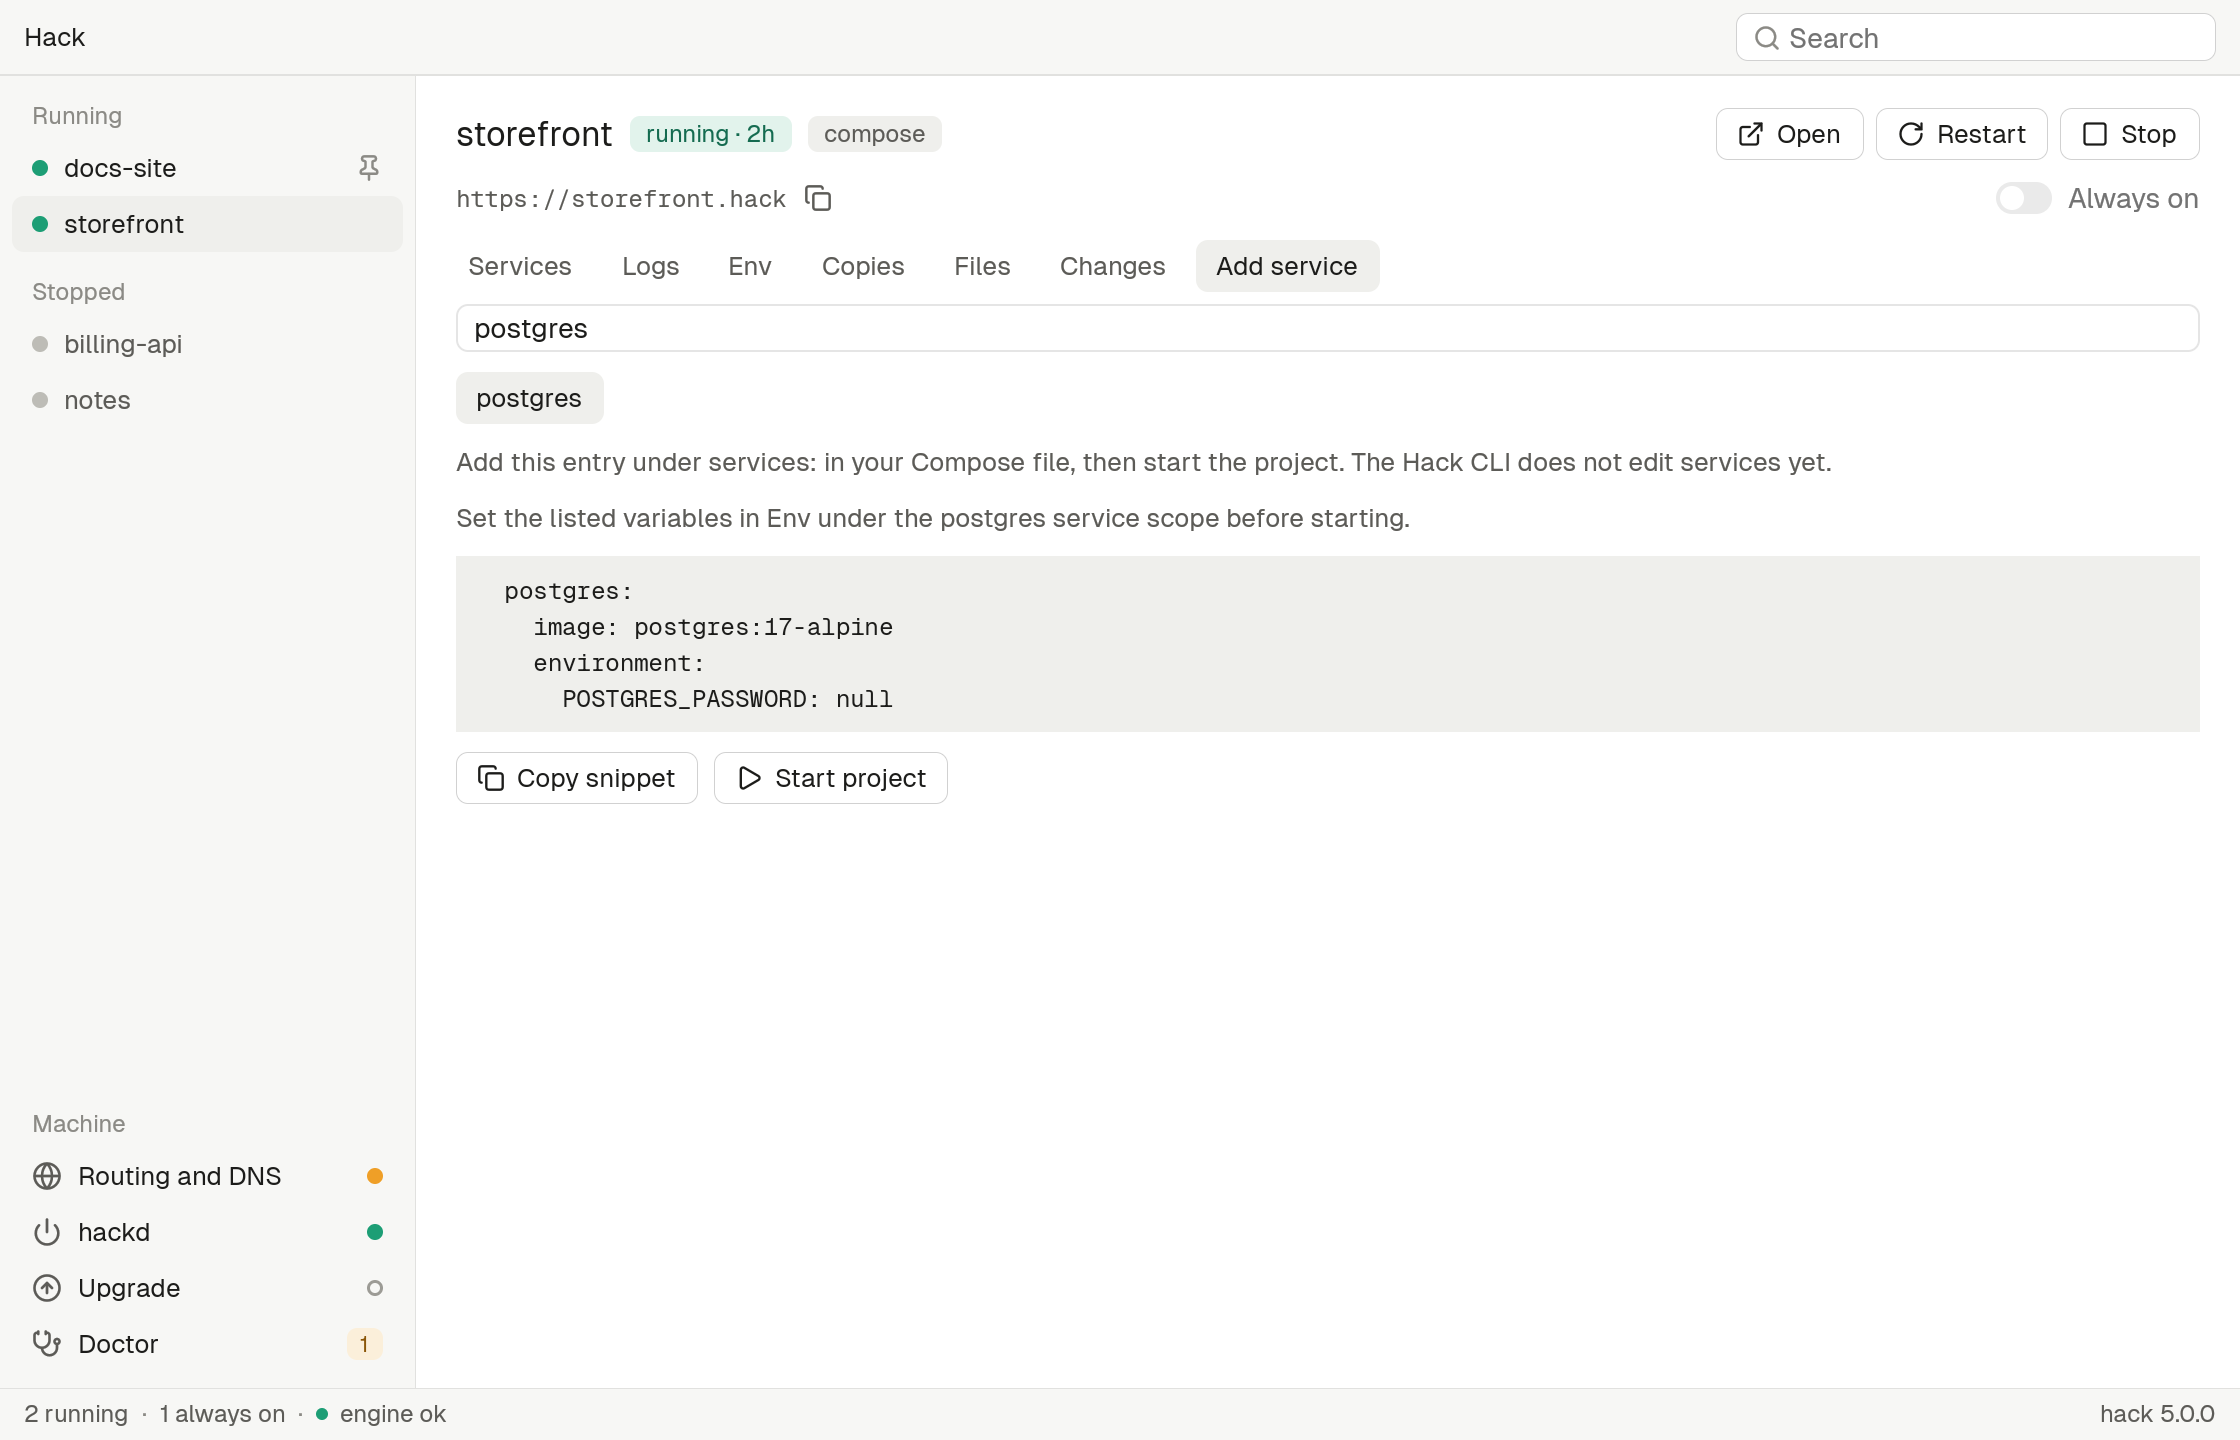 Hack
Search
Running
docs-site
storefront
Stopped
billing-api
notes
Machine
Routing and DNS
hackd
Upgrade
Doctor 1
storefront running · 2h compose
Open Restart Stop
https://storefront.hack
Always on
Services Logs Env Copies Files Changes Add service
postgres
postgres
Add this entry under services: in your Compose file, then start the project. The Hack CLI does not edit services yet.
Set the listed variables in Env under the postgres service scope before starting.
postgres:
  image: postgres:17-alpine
  environment:
    POSTGRES_PASSWORD: null
Copy snippet Start project
2 running · 1 always on · engine ok
hack 5.0.0